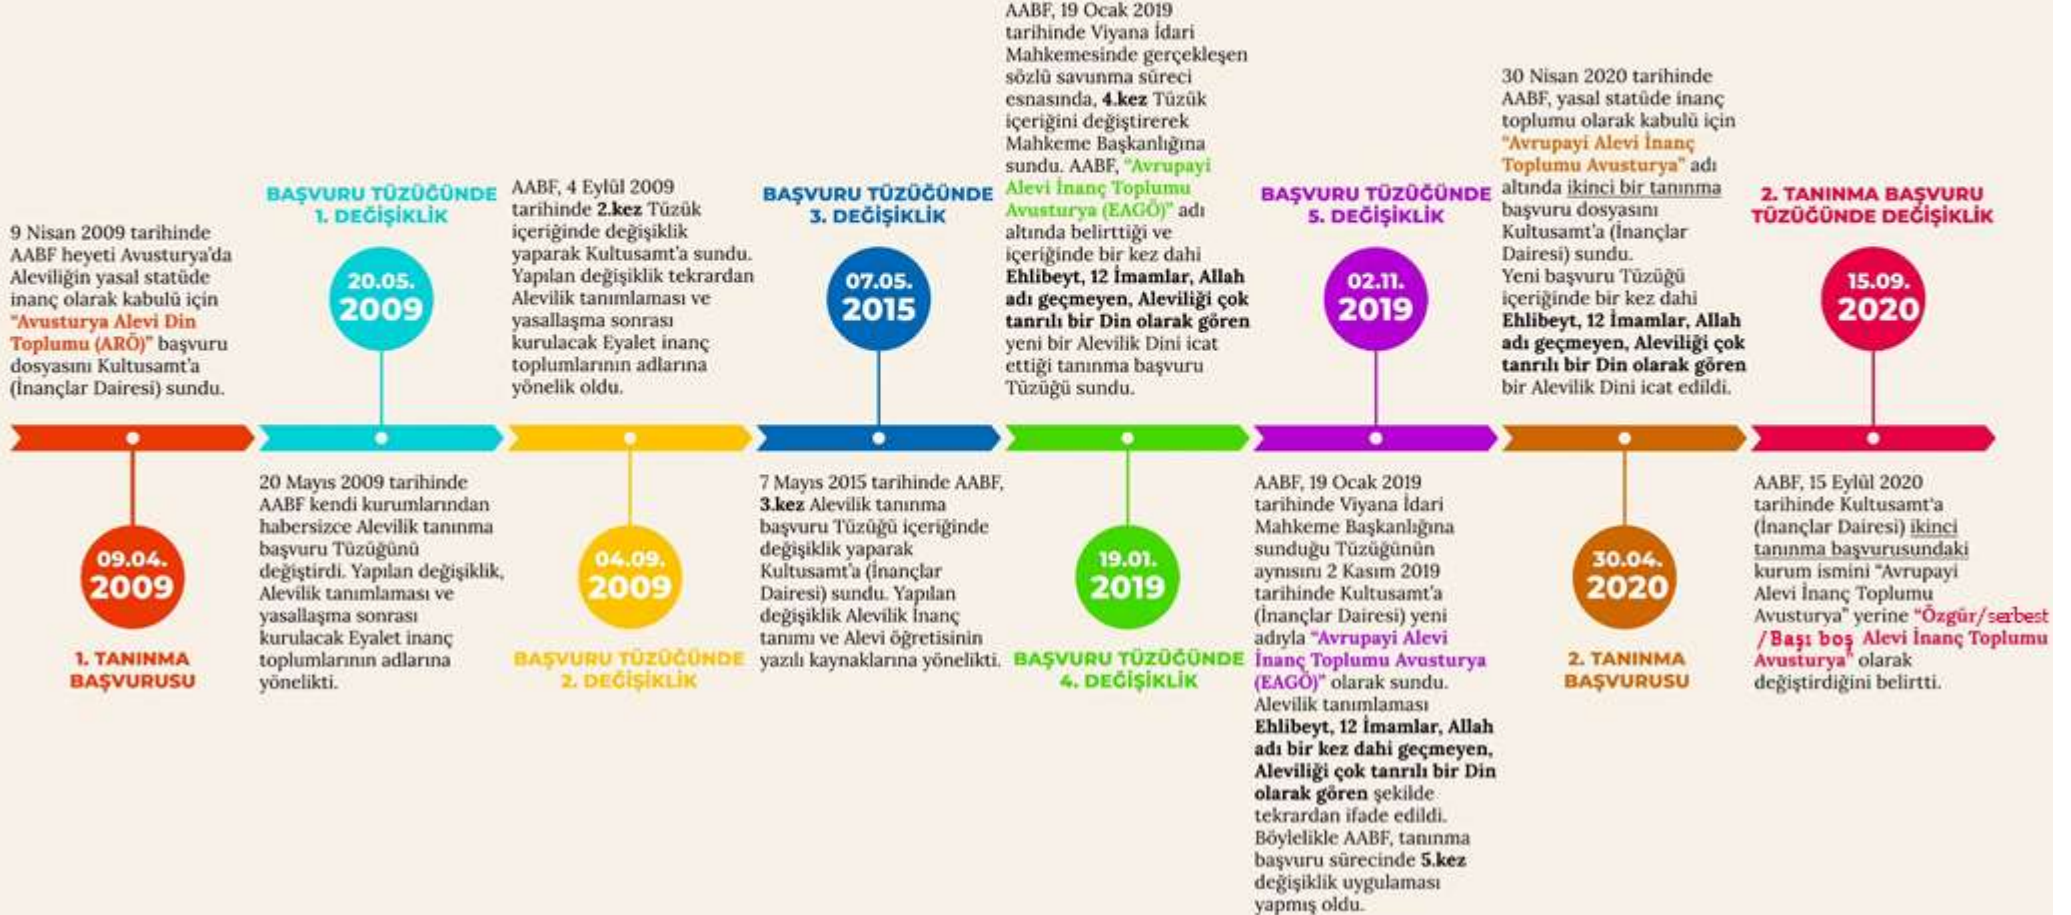 9 Nisan 2009 tarihinde
AABF heyeti Avusturya'da
Aleviliğin yasal statüde
inanç olarak kabulü için
"Avusturya Alevi Din
Toplumu (ARÖ)" başvuru
dosyasını Kultusamt'a
(İnançlar Dairesi) sundu.
09.04.
2009
1. TANINMA
BAŞVURUSU
BAŞVURU TÜZÜĞÜNDE
1. DEĞİŞİKLİK
20.05.
2009
20 Mayıs 2009 tarihinde
AABF kendi kurumlarından
habersizce Alevilik tanınma
başvuru Tüzüğünü
değiştirdi. Yapılan değişiklik,
Alevilik tanımlaması ve
yasallaşma sonrası
kurulacak Eyalet inanç
toplumlarının adlarına
yönelikti.
AABF, 4 Eylül 2009
tarihinde 2.kez Tüzük
içeriğinde değişiklik
yaparak Kultusamt'a sundu.
Yapılan değişiklik tekrardan
Alevilik tanımlaması ve
yasallaşma sonrası
kurulacak Eyalet inanç
toplumlarının adlarına
yönelik oldu.
04.09.
2009
BAŞVURU TÜZÜĞÜNDE
2. DEĞİŞİKLİK
BAŞVURU TÜZÜĞÜNDE
3. DEĞİŞİKLİK
07.05.
2015
7 Mayıs 2015 tarihinde AABF,
3.kez Alevilik tanınma
başvuru Tüzüğü içeriğinde
değişiklik yaparak
Kultusamt'a (İnançlar
Dairesi) sundu. Yapılan
değişiklik Alevilik İnanç
tanımı ve Alevi öğretisinin
yazılı kaynaklarına yönelikti.
AABF, 19 Ocak 2019
tarihinde Viyana İdari
Mahkemesinde gerçekleşen
sözlü savunma süreci
esnasında, 4.kez Tüzük
içeriğini değiştirerek
Mahkeme Başkanlığına
sundu. AABF, "Avrupayi
Alevi İnanç Toplumu
Avusturya (EAGÖ)" adı
altında belirttiği ve
içeriğinde bir kez dahi
Ehlibeyt, 12 İmamlar, Allah
adı geçmeyen, Aleviliği çok
tanrılı bir Din olarak gören
yeni bir Alevilik Dini icat
ettiği tanınma başvuru
Tüzüğü sundu.
19.01.
2019
BAŞVURU TÜZÜĞÜNDE
4. DEĞİŞİKLİK
BAŞVURU TÜZÜĞÜNDE
5. DEĞİŞİKLİK
02.11.
2019
AABF, 19 Ocak 2019
tarihinde Viyana İdari
Mahkeme Başkanlığına
sunduğu Tüzüğünün
aynısını 2 Kasım 2019
tarihinde Kultusamt'a
(İnançlar Dairesi) yeni
adıyla "Avrupayi Alevi
İnanç Toplumu Avusturya
(EAGÖ)" olarak sundu.
Alevilik tanımlaması
Ehlibeyt, 12 İmamlar, Allah
adı bir kez dahi geçmeyen,
Aleviliği çok tanrılı bir Din
olarak gören şekilde
tekrardan ifade edildi.
Böylelikle AABF, tanınma
başvuru sürecinde 5.kez
değişiklik uygulaması
yapmış oldu.
30 Nisan 2020 tarihinde
AABF, yasal statüde inanç
toplumu olarak kabulü için
"Avrupayi Alevi İnanç
Toplumu Avusturya" adı
altında ikinci bir tanınma
başvuru dosyasını
Kultusamt'a (İnançlar
Dairesi) sundu.
Yeni başvuru Tüzüğü
içeriğinde bir kez dahi
Ehlibeyt, 12 İmamlar, Allah
adı geçmeyen, Aleviliği çok
tanrılı bir Din olarak gören
bir Alevilik Dini icat edildi.
30.04.
2020
2. TANINMA
BAŞVURUSU
2. TANINMA BAŞVURU
TÜZÜĞÜNDE DEĞİŞİKLİK
15.09.
2020
AABF, 15 Eylül 2020
tarihinde Kultusamt'a
(İnançlar Dairesi) ikinci
tanınma başvurusundaki
kurum ismini "Avrupayi
Alevi İnanç Toplumu
Avusturya" yerine "Özgür/serbest
/Başı boş Alevi İnanç Toplumu
Avusturya" olarak
değiştirdiğini belirtti.